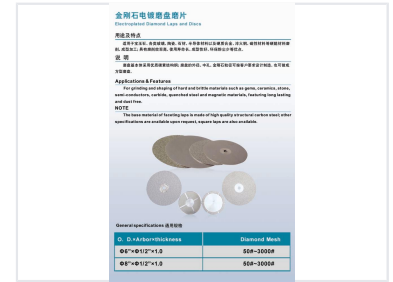 金刚石电镀磨盘磨片
Electroplated Diamond Laps and Discs
用途及特点
说 明
Applications & Features
For grinding and shaping of hard and brittle materials such as gems, ceramics, stone,
semi-conductors, carbide, quenched steel and magnetic materials, featuring long lasting
and dust free.
NOTE
The base material of faceting laps is made of high quality structural carbon steel; other
specifications are available upon request, square laps are also available.
General specifications 通用规格
O. D.×Arbor×thickness Diamond Mesh
Φ6"×Φ1/2"×1.0 50#~3000#
Φ8"×Φ1/2"×1.0 50#~3000#